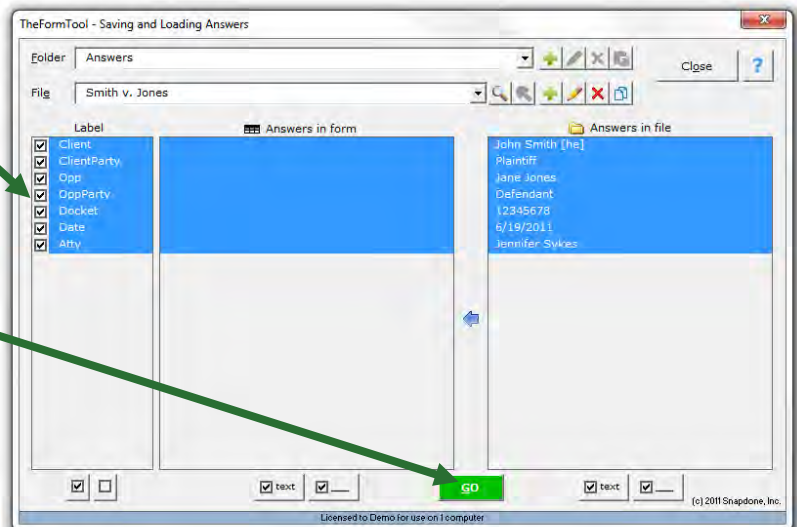 TheFormTool - Saving and Loading Answers
Folder Answers
Close ?
File Smith v. Jones
Label Answers in form Answers in file
Client John Smith [he]
ClientParty Plaintiff
Opp Jane Jones
OppParty Defendant
Docket 12345678
Date 6/19/2011
Atty Jennifer Sykes
text __ GO text __
(c) 2011 Snapdone, Inc.
Licensed to Demo for use on 1 computer